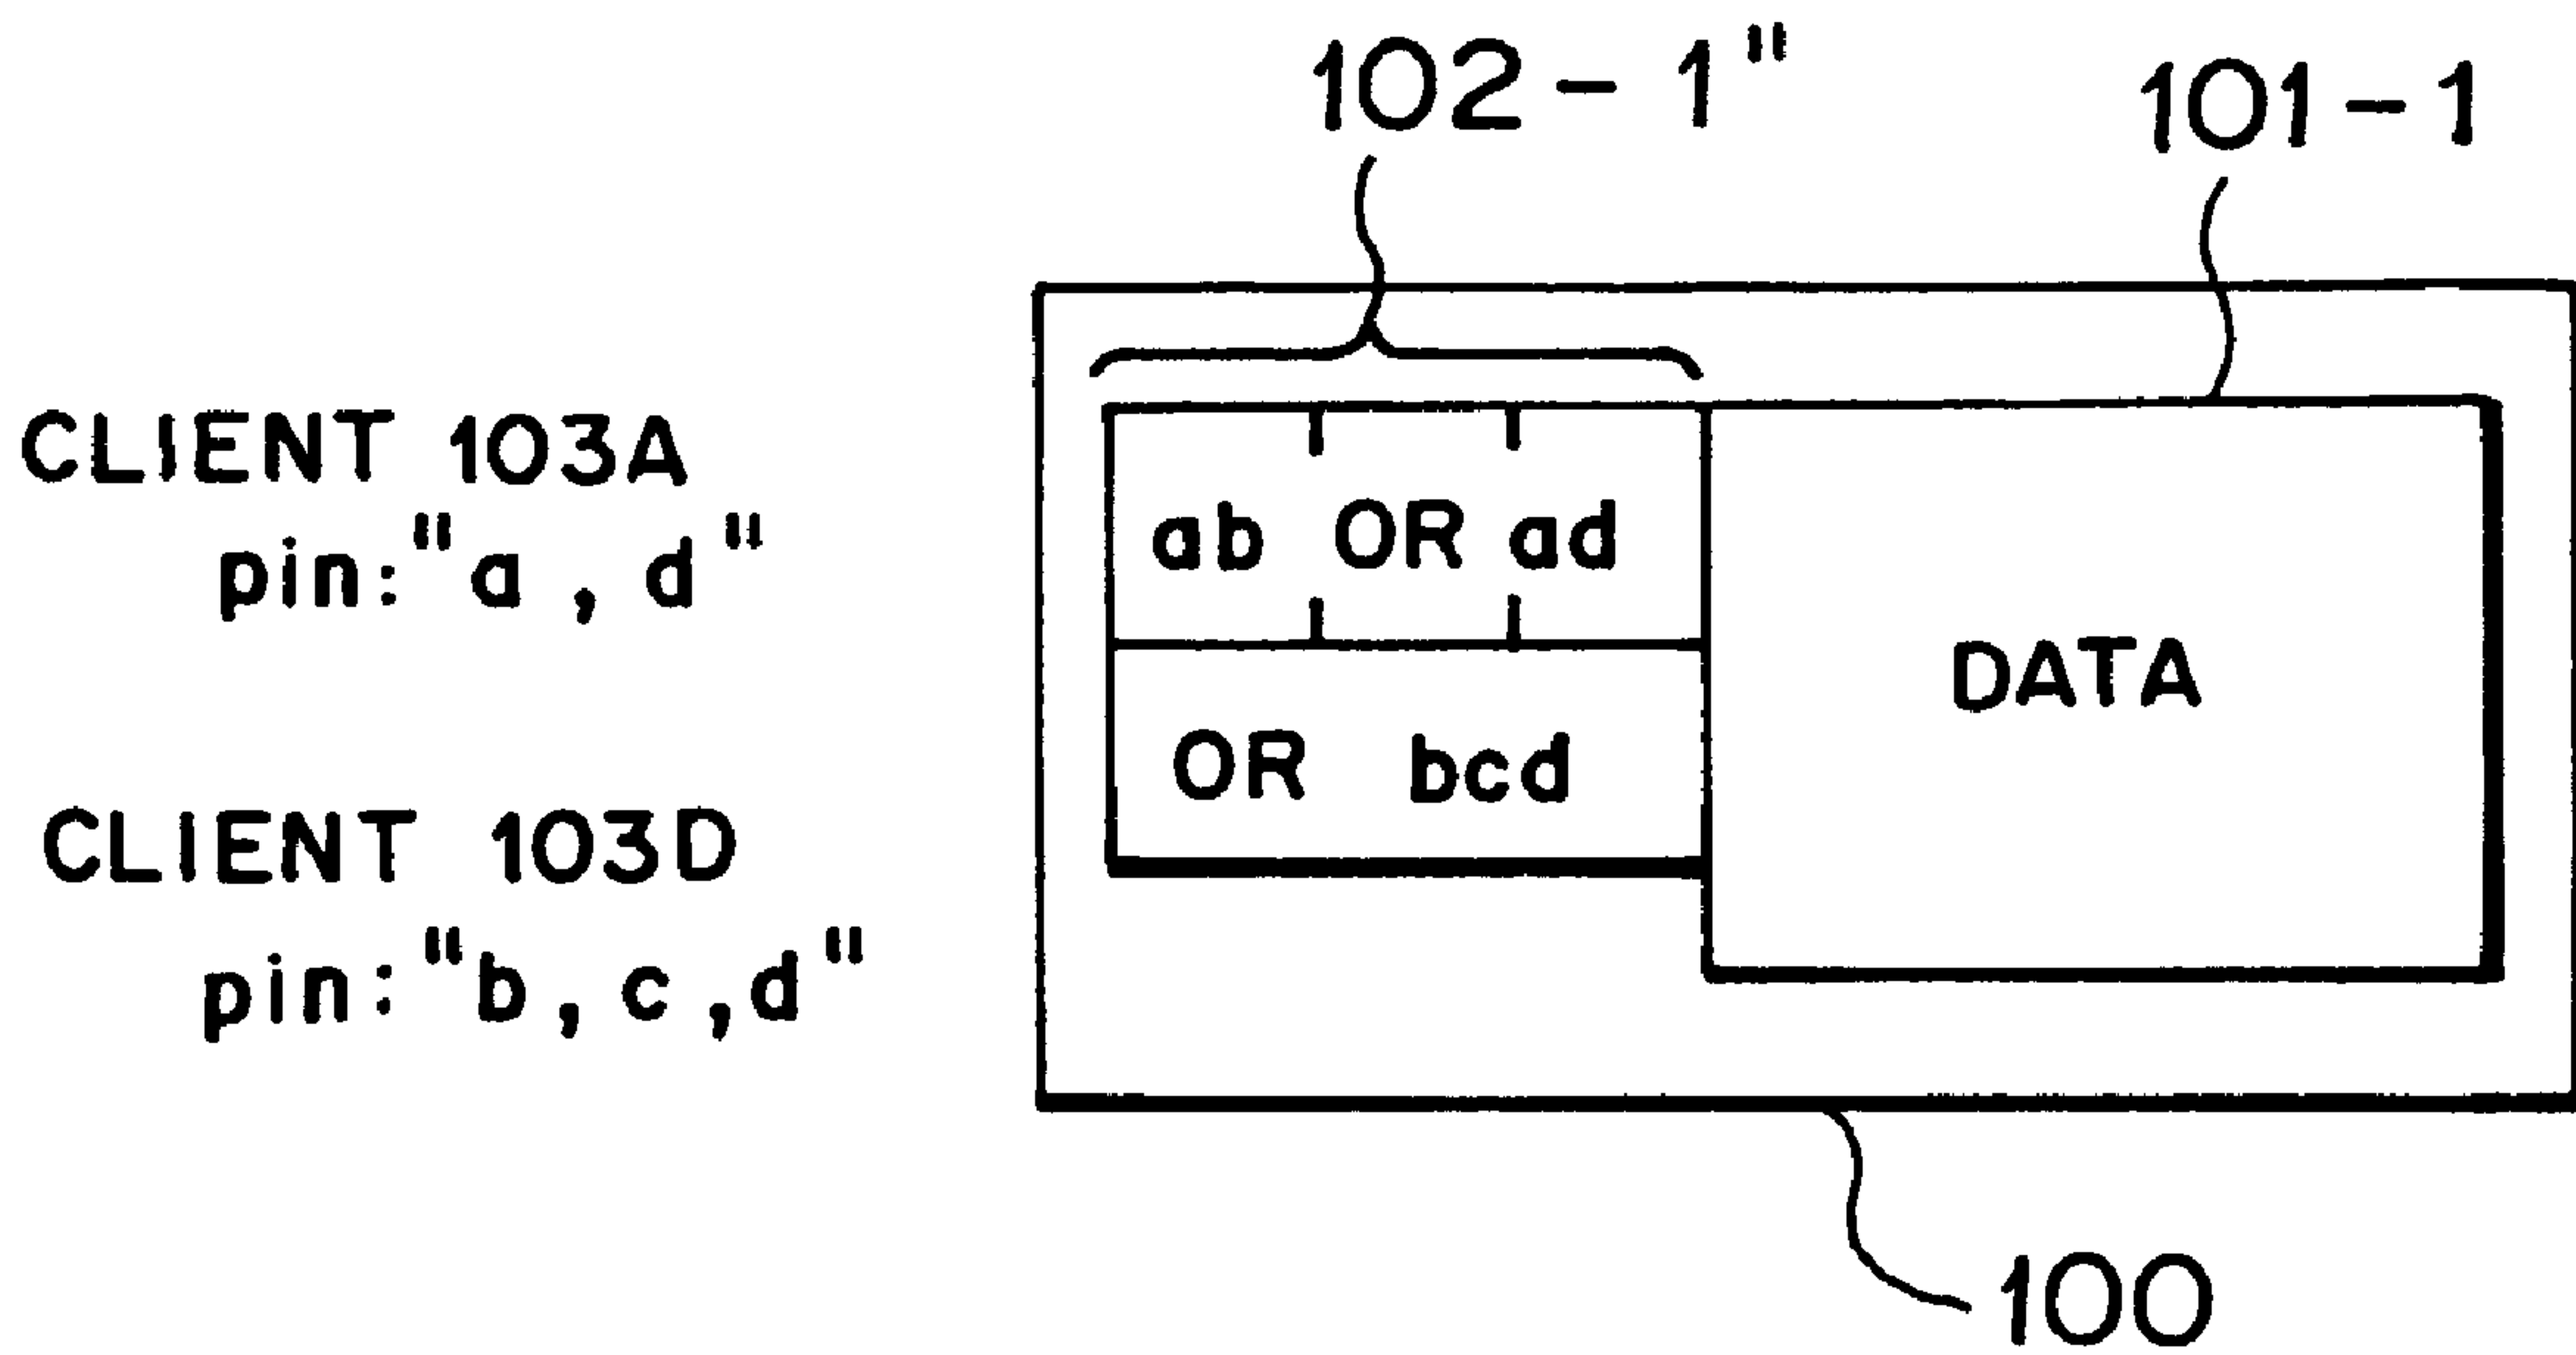 102-1"
101-1
CLIENT 103A
pin:"a, d"
CLIENT 103D
pin:"b, c, d"
ab OR ad
OR bcd
DATA
100